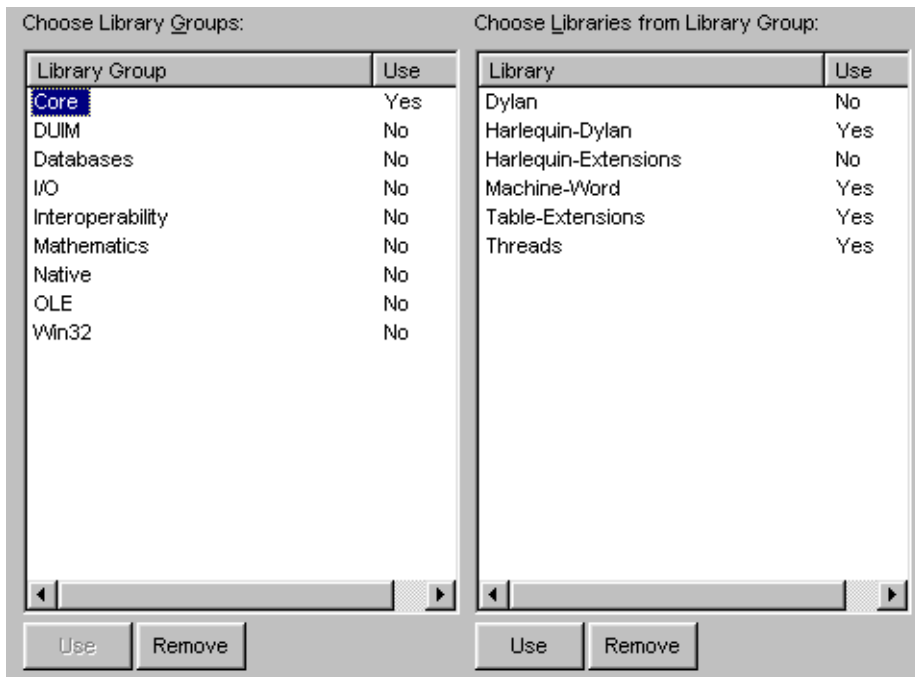 Choose Library Groups:
Library Group Use
Core Yes
DUIM No
Databases No
I/O No
Interoperability No
Mathematics No
Native No
OLE No
Win32 No
Use Remove
Choose Libraries from Library Group:
Library Use
Dylan No
Harlequin-Dylan Yes
Harlequin-Extensions No
Machine-Word Yes
Table-Extensions Yes
Threads Yes
Use Remove